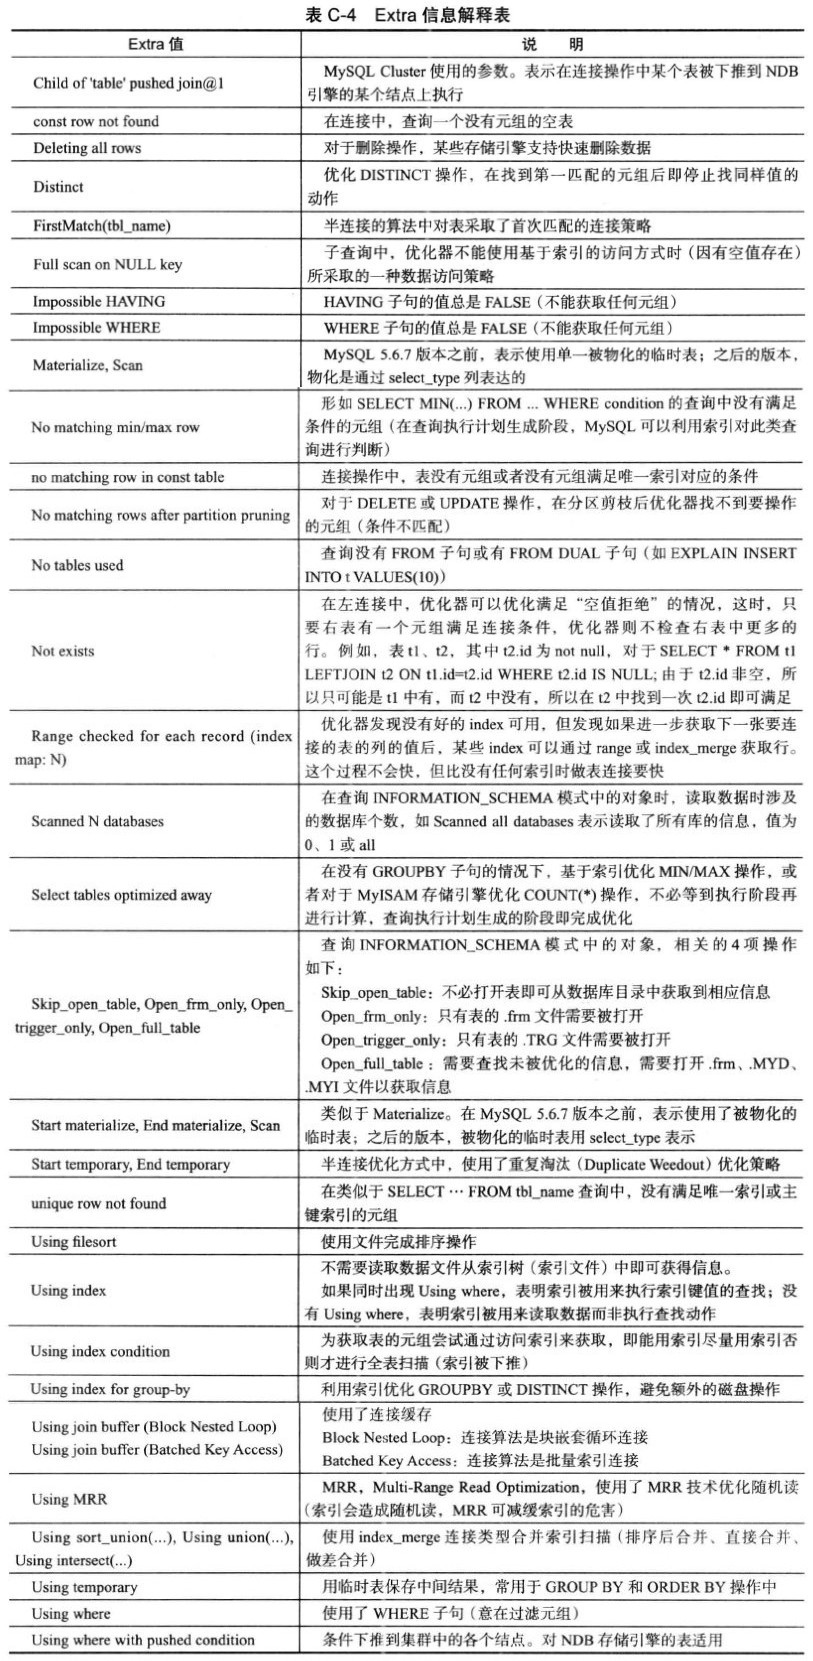 表 C-4 Extra 信息解释表
Extra 值
说 明
Child of 'table' pushed join@1
MySQL Cluster 使用的参数。表示在连接操作中某个表被下推到 NDB
引擎的某个结点上执行
const row not found
在连接中，查询一个没有元组的空表
Deleting all rows
对于删除操作，某些存储引擎支持快速删除数据
Distinct
优化 DISTINCT 操作，在找到第一匹配的元组后即停止找同样值的
动作
FirstMatch(tbl_name)
半连接的算法中对表采取了首次匹配的连接策略
Full scan on NULL key
子查询中，优化器不能使用基于索引的访问方式时（因有空值存在）
所采取的一种数据访问策略
Impossible HAVING
HAVING 子句的值总是 FALSE（不能获取任何元组）
Impossible WHERE
WHERE 子句的值总是 FALSE（不能获取任何元组）
Materialize, Scan
MySQL 5.6.7 版本之前，表示使用单一被物化的临时表；之后的版本，
物化是通过 select_type 列表达的
No matching min/max row
形如 SELECT MIN(...) FROM ... WHERE condition 的查询中没有满足
条件的元组（在查询执行计划生成阶段，MySQL 可以利用索引对此类查
询进行判断）
no matching row in const table
连接操作中，表没有元组或者没有元组满足唯一索引对应的条件
No matching rows after partition pruning
对于 DELETE 或 UPDATE 操作，在分区剪枝后优化器找不到要操作
的元组（条件不匹配）
No tables used
查询没有 FROM 子句或有 FROM DUAL 子句（如 EXPLAIN INSERT
INTO t VALUES(10)）
Not exists
在左连接中，优化器可以优化满足“空值拒绝”的情况，这时，只
要右表有一个元组满足连接条件，优化器则不检查右表中更多的
行。例如，表 t1、t2，其中 t2.id 为 not null，对于 SELECT * FROM t1
LEFTJOIN t2 ON t1.id=t2.id WHERE t2.id IS NULL; 由于 t2.id 非空，所
以只可能是 t1 中有，而 t2 中没有，所以在 t2 中找到一次 t2.id 即可满足
Range checked for each record (index
map: N)
优化器发现没有好的 index 可用，但发现如果进一步获取下一张要连
接的表的列的值后，某些 index 可以通过 range 或 index_merge 获取行。
这个过程不会快，但比没有任何索引时做表连接要快
Scanned N databases
在查询 INFORMATION_SCHEMA 模式中的对象时，读取数据时涉及
的数据库个数，如 Scanned all databases 表示读取了所有库的信息，值为
0、1 或 all
Select tables optimized away
在没有 GROUPBY 子句的情况下，基于索引优化 MIN/MAX 操作，或
者对于 MyISAM 存储引擎优化 COUNT(*) 操作，不必等到执行阶段再
进行计算，查询执行计划生成的阶段即完成优化
Skip_open_table, Open_frm_only, Open_
trigger_only, Open_full_table
查询 INFORMATION_SCHEMA 模式中的对象，相关的 4 项操作
如下：
Skip_open_table：不必打开表即可从数据库目录中获取到相应信息
Open_frm_only：只有表的 .frm 文件需要被打开
Open_trigger_only：只有表的 .TRG 文件需要被打开
Open_full_table：需要查找未被优化的信息，需要打开 .frm、.MYD、
.MYI 文件以获取信息
Start materialize, End materialize, Scan
类似于 Materialize。在 MySQL 5.6.7 版本之前，表示使用了被物化的
临时表；之后的版本，被物化的临时表用 select_type 表示
Start temporary, End temporary
半连接优化方式中，使用了重复淘汰（Duplicate Weedout）优化策略
unique row not found
在类似于 SELECT … FROM tbl_name 查询中，没有满足唯一索引或主
键索引的元组
Using filesort
使用文件完成排序操作
Using index
不需要读取数据文件从索引树（索引文件）中即可获得信息。
如果同时出现 Using where，表明索引被用来执行索引键值的查找；没
有 Using where，表明索引被用来读取数据而非执行查找动作
Using index condition
为获取表的元组尝试通过访问索引来获取，即能用索引尽量用索引否
则才进行全表扫描（索引被下推）
Using index for group-by
利用索引优化 GROUPBY 或 DISTINCT 操作，避免额外的磁盘操作
Using join buffer (Block Nested Loop)
Using join buffer (Batched Key Access)
使用了连接缓存
Block Nested Loop：连接算法是块嵌套循环连接
Batched Key Access：连接算法是批量索引连接
Using MRR
MRR，Multi-Range Read Optimization，使用了 MRR 技术优化随机读
（索引会造成随机读，MRR 可减缓索引的危害）
Using sort_union(...), Using union(...),
Using intersect(...)
使用 index_merge 连接类型合并索引扫描（排序后合并、直接合并、
做差合并）
Using temporary
用临时表保存中间结果，常用于 GROUP BY 和 ORDER BY 操作中
Using where
使用了 WHERE 子句（意在过滤元组）
Using where with pushed condition
条件下推到集群中的各个结点。对 NDB 存储引擎的表适用